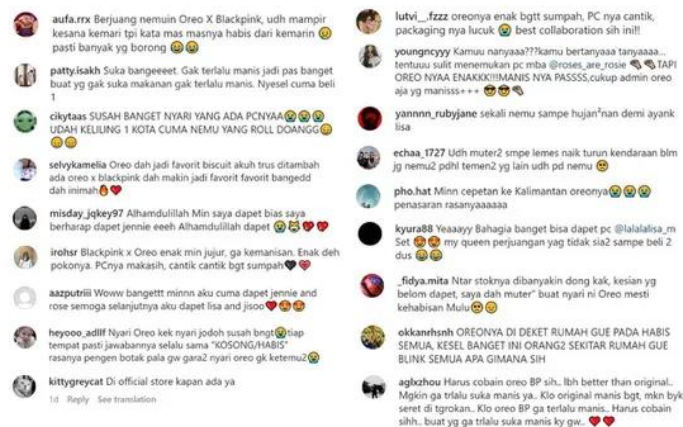 aufa.rrx Berjuang nemuin Oreo X Blackpink, udh mampir
kesana kemari tpi kata mas masnya habis dari kemarin 😔
pasti banyak yg borong 😭😭
patty.isakh Suka bangeeeet. Gak terlalu manis jadi pas banget
buat yg gak suka makanan gak terlalu manis. Nyesel cuma beli
1
cikytaas SUSAH BANGET NYARI YANG ADA PCNYAA😭😭😭
UDAH KELILING 1 KOTA CUMA NEMU YANG ROLL DOANGG😔
😔😔
selvykamelia Oreo dah jadi favorit biscuit akuh trus ditambah
ada oreo x blackpink dah makin jadi favorit favorit bangedd
dah inimah🔥❤️
misday_jqkey97 Alhamdulillah Min saya dapet bias saya
berharap dapet jennie eeeh Alhamdulillah dapet 😭😹❤️❤️
irohsr Blackpink x Oreo enak min jujur, ga kemanisan. Enak deh
pokonya. PCnya makasih, cantik cantik bgt sumpah🖤💗
aazputriii Woww bangettt minnn aku cuma dapet jennie and
rose semoga selanjutnya aku dapet lisa and jisoo❤️😍😍
heyooo_adllf Nyari Oreo kek nyari jodoh susah bngt😭tiap
tempat pasti jawabannya selalu sama "KOSONG/HABIS"
rasanya pengen botak pala gw gara2 nyari oreo gk ketemu2😭
kittygreycat Di official store kapan ada ya
1d Reply See translation
lutvi_.fzzz oreonya enak bgtt sumpah, PC nya cantik,
packaging nya lucuk 😭 best collaboration sih ini!!
youngncyyy Kamuu nanyaaa???kamu bertanyaaa tanyaaaa...
tentuuu sulit menemukan pc mba @roses_are_rosie 👊👊TAPI
OREO NYAA ENAKKK!!!MANIS NYA PASSSS,cukup admin oreo
aja yg manisss+++ 😎😎👊
yannnn_rubyjane sekali nemu sampe hujan²nan demi ayank
lisa
echaa_1727 Udh muter2 smpe lemes naik turun kendaraan blm
jg nemu2 pdhl temen2 yg lain udh pd nemu 🥺
pho.hat Minn cepetan ke Kalimantan oreonya😭😭😭
penasaran rasanyaaaaaa
kyura88 Yeaaayy Bahagia banget bisa dapet pc @lalalalisa_m
Set 😍😍 my queen perjuangan yag tidak sia2 sampe beli 2
dus 😂😂
_fidya.mita Ntar stoknya dibanyakin dong kak, kesian yg
belom dapet, saya dah muter" buat nyari ni Oreo mesti
kehabisan Mulu🥺🥺
okkanrhsnh OREONYA DI DEKET RUMAH GUE PADA HABIS
SEMUA, KESEL BANGET INI ORANG2 SEKITAR RUMAH GUE
BLINK SEMUA APA GIMANA SIH
aglxzhou Harus cobain oreo BP sih.. lbh better than original..
Mgkin ga trlalu suka manis ya.. Klo original manis bgt, mkn byk
seret di tgrokan.. Klo oreo BP ga terlalu manis.. Harus cobain
sihh.. buat yg ga trlalu suka manis ky gw.. ❤️❤️